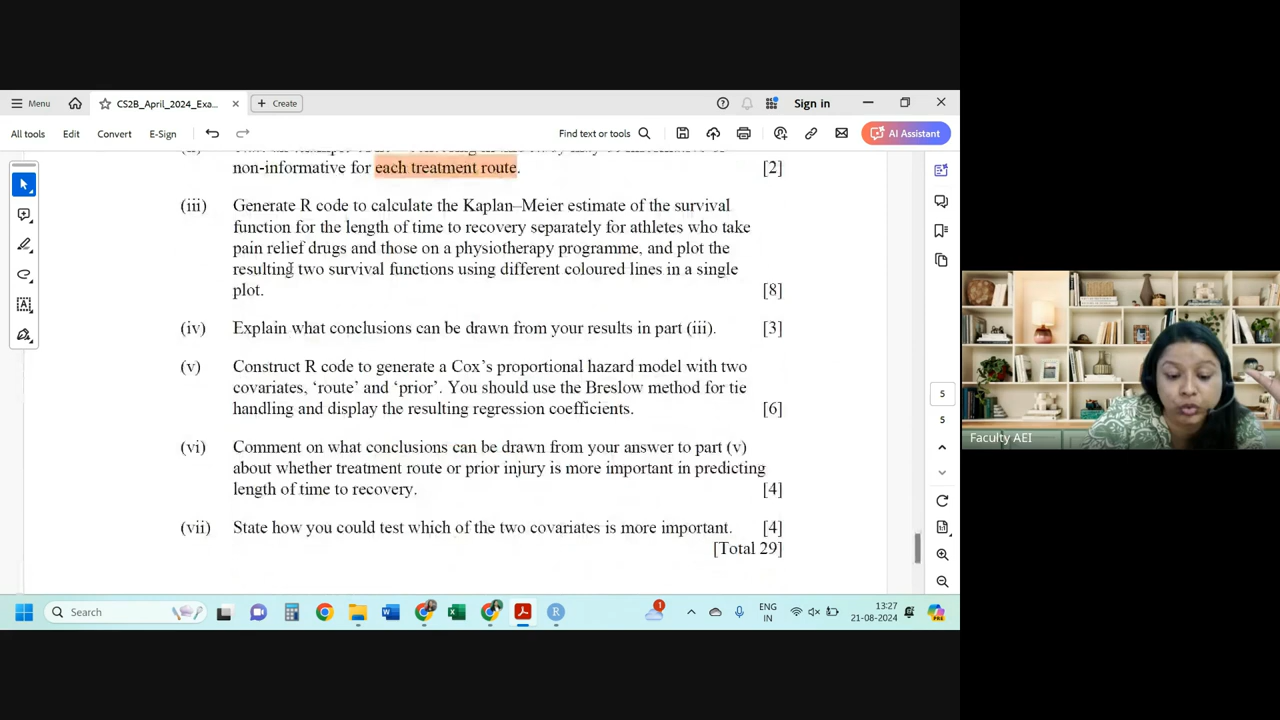 Menu
CS2B_April_2024_Exa...
Create
Sign in
All tools
Edit
Convert
E-Sign
Find text or tools
AI Assistant
non-informative for each treatment route. [2]
(iii) Generate R code to calculate the Kaplan–Meier estimate of the survival
function for the length of time to recovery separately for athletes who take
pain relief drugs and those on a physiotherapy programme, and plot the
resulting two survival functions using different coloured lines in a single
plot. [8]
(iv) Explain what conclusions can be drawn from your results in part (iii). [3]
(v) Construct R code to generate a Cox's proportional hazard model with two
covariates, 'route' and 'prior'. You should use the Breslow method for tie
handling and display the resulting regression coefficients. [6]
(vi) Comment on what conclusions can be drawn from your answer to part (v)
about whether treatment route or prior injury is more important in predicting
length of time to recovery. [4]
(vii) State how you could test which of the two covariates is more important. [4]
[Total 29]
5
5
Faculty AEI
Search
1
ENG
IN
13:27
21-08-2024